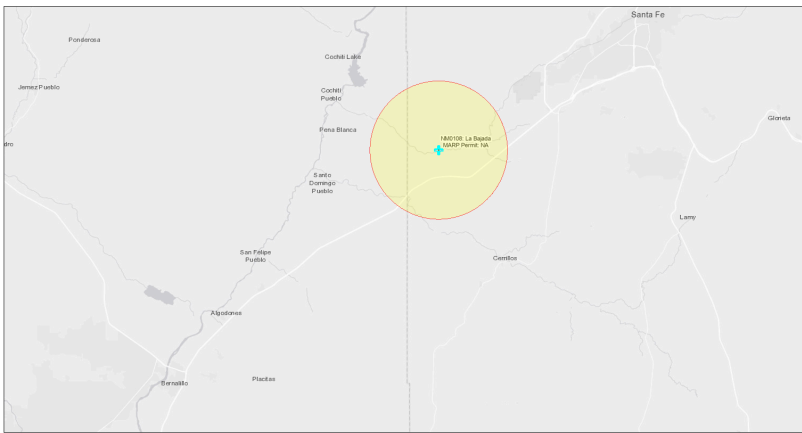 Santa Fe
Ponderosa
Cochiti Lake
Jemez Pueblo
Cochiti
Pueblo
Glorieta
Pena Blanca
NM0108: La Bajada
MARP Permit: NA
dro
Santo
Domingo
Pueblo
Lamy
San Felipe
Pueblo
Cerrillos
Algodones
Placitas
Bernalillo